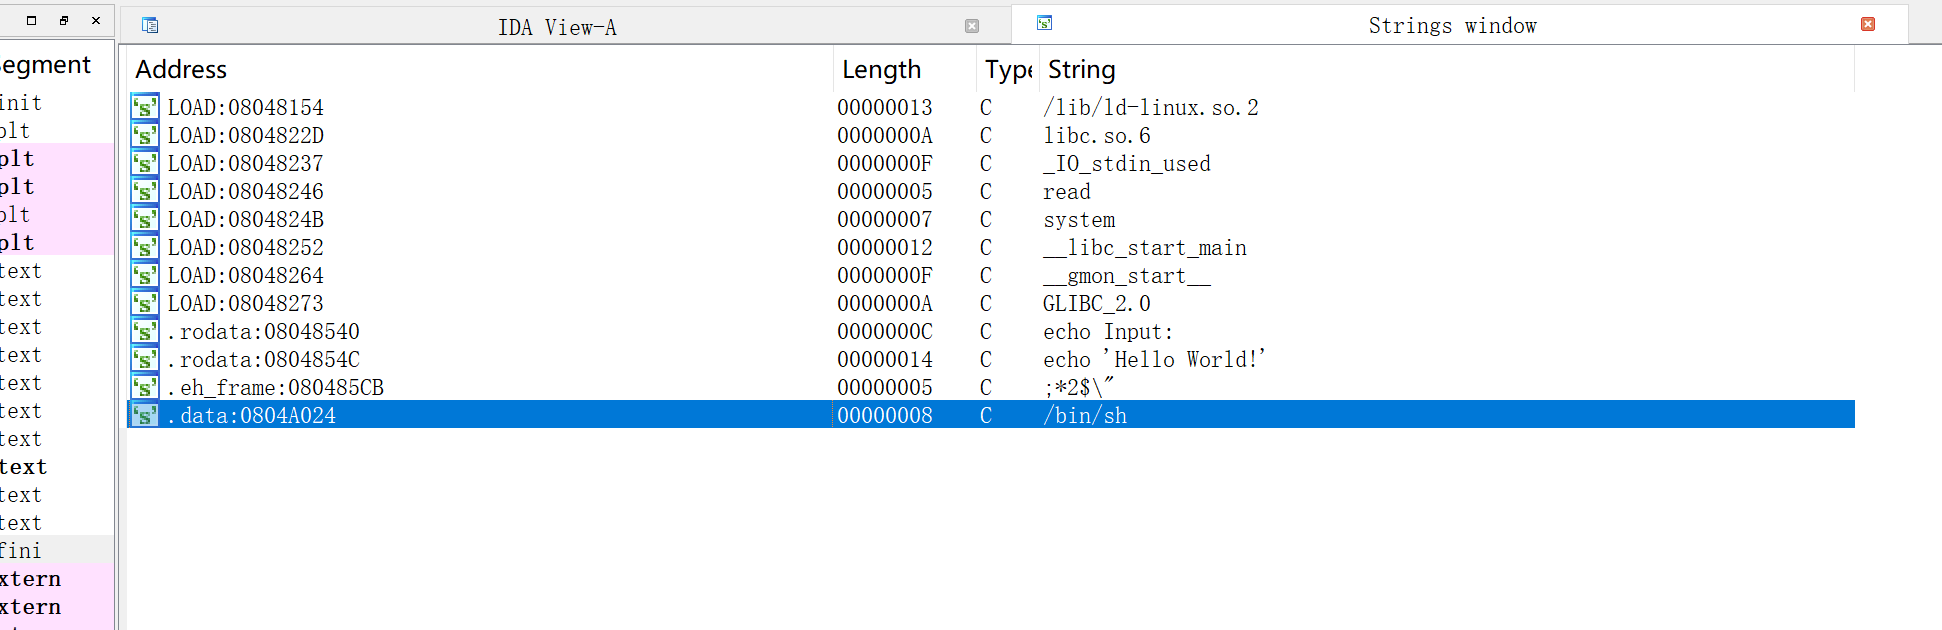 IDA View-A
Strings window
egment
Address Length Type String
init
plt
plt
plt
plt
plt
text
text
text
text
text
text
text
text
text
text
fini
xtern
xtern
LOAD:08048154 00000013 C /lib/ld-linux.so.2
LOAD:0804822D 0000000A C libc.so.6
LOAD:08048237 0000000F C _IO_stdin_used
LOAD:08048246 00000005 C read
LOAD:0804824B 00000007 C system
LOAD:08048252 00000012 C __libc_start_main
LOAD:08048264 0000000F C __gmon_start__
LOAD:08048273 0000000A C GLIBC_2.0
.rodata:08048540 0000000C C echo Input:
.rodata:0804854C 00000014 C echo 'Hello World!'
.eh_frame:080485CB 00000005 C ;*2$\"
.data:0804A024 00000008 C /bin/sh